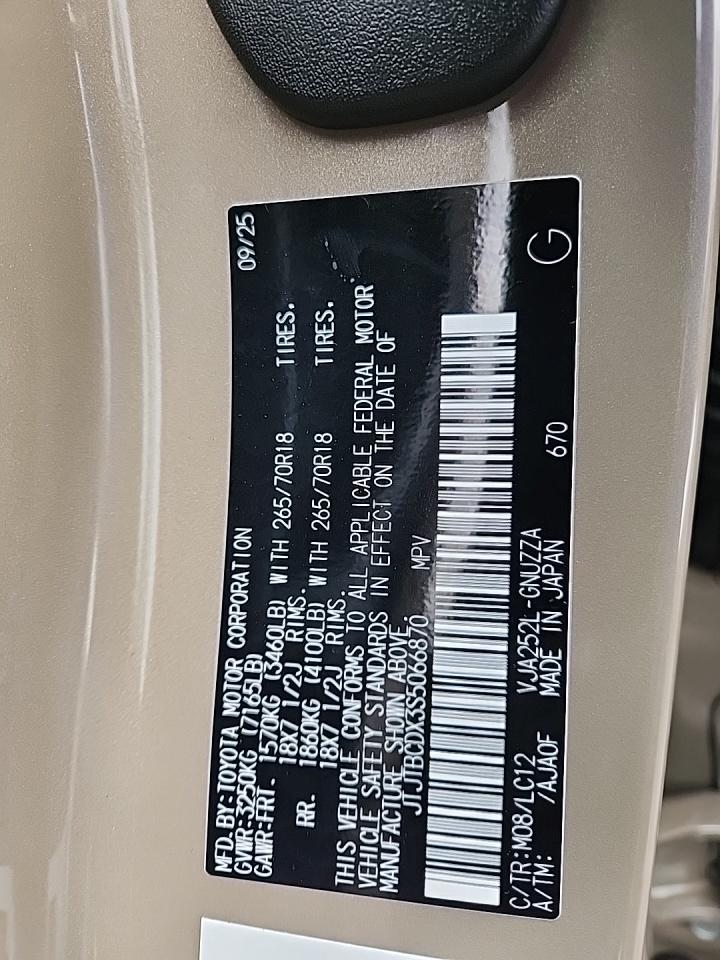 MFD. BY: TOYOTA MOTOR CORPORATION 09/25
GVWR: 3250KG (7165LB)
GAWR: FRT. 1570KG (3460LB) WITH 265/70R18 TIRES.
18X7 1/2J RIMS.
RR. 1860KG (4100LB) WITH 265/70R18 TIRES.
18X7 1/2J RIMS.
THIS VEHICLE CONFORMS TO ALL APPLICABLE FEDERAL MOTOR
VEHICLE SAFETY STANDARDS IN EFFECT ON THE DATE OF
MANUFACTURE SHOWN ABOVE.
JTJTBCDX3S5066870 MPV
C/TR: M08/LC12 VJA252L-GNUZZA
A/TM: /AJA0F MADE IN JAPAN 670 G